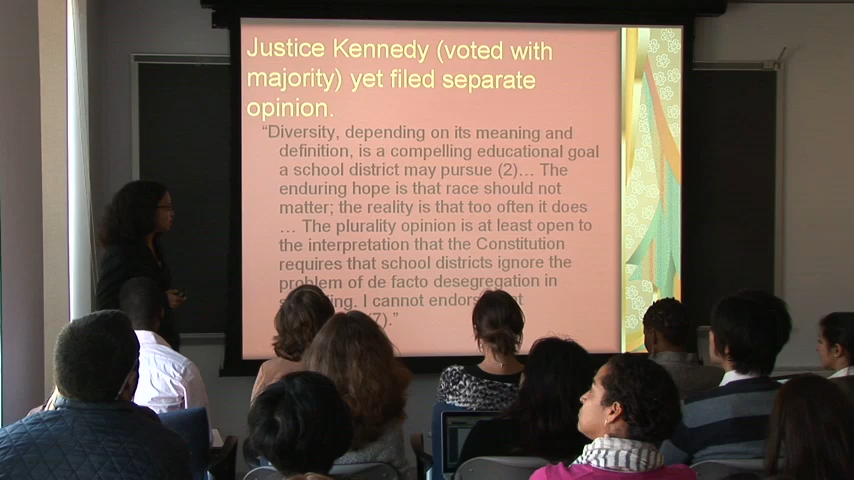 Justice Kennedy (voted with
majority) yet filed separate
opinion.
“Diversity, depending on its meaning and
definition, is a compelling educational goal
a school district may pursue (2)… The
enduring hope is that race should not
matter; the reality is that too often it does
… The plurality opinion is at least open to
the interpretation that the Constitution
requires that school districts ignore the
problem of de facto desegregation in
I cannot
(7).”